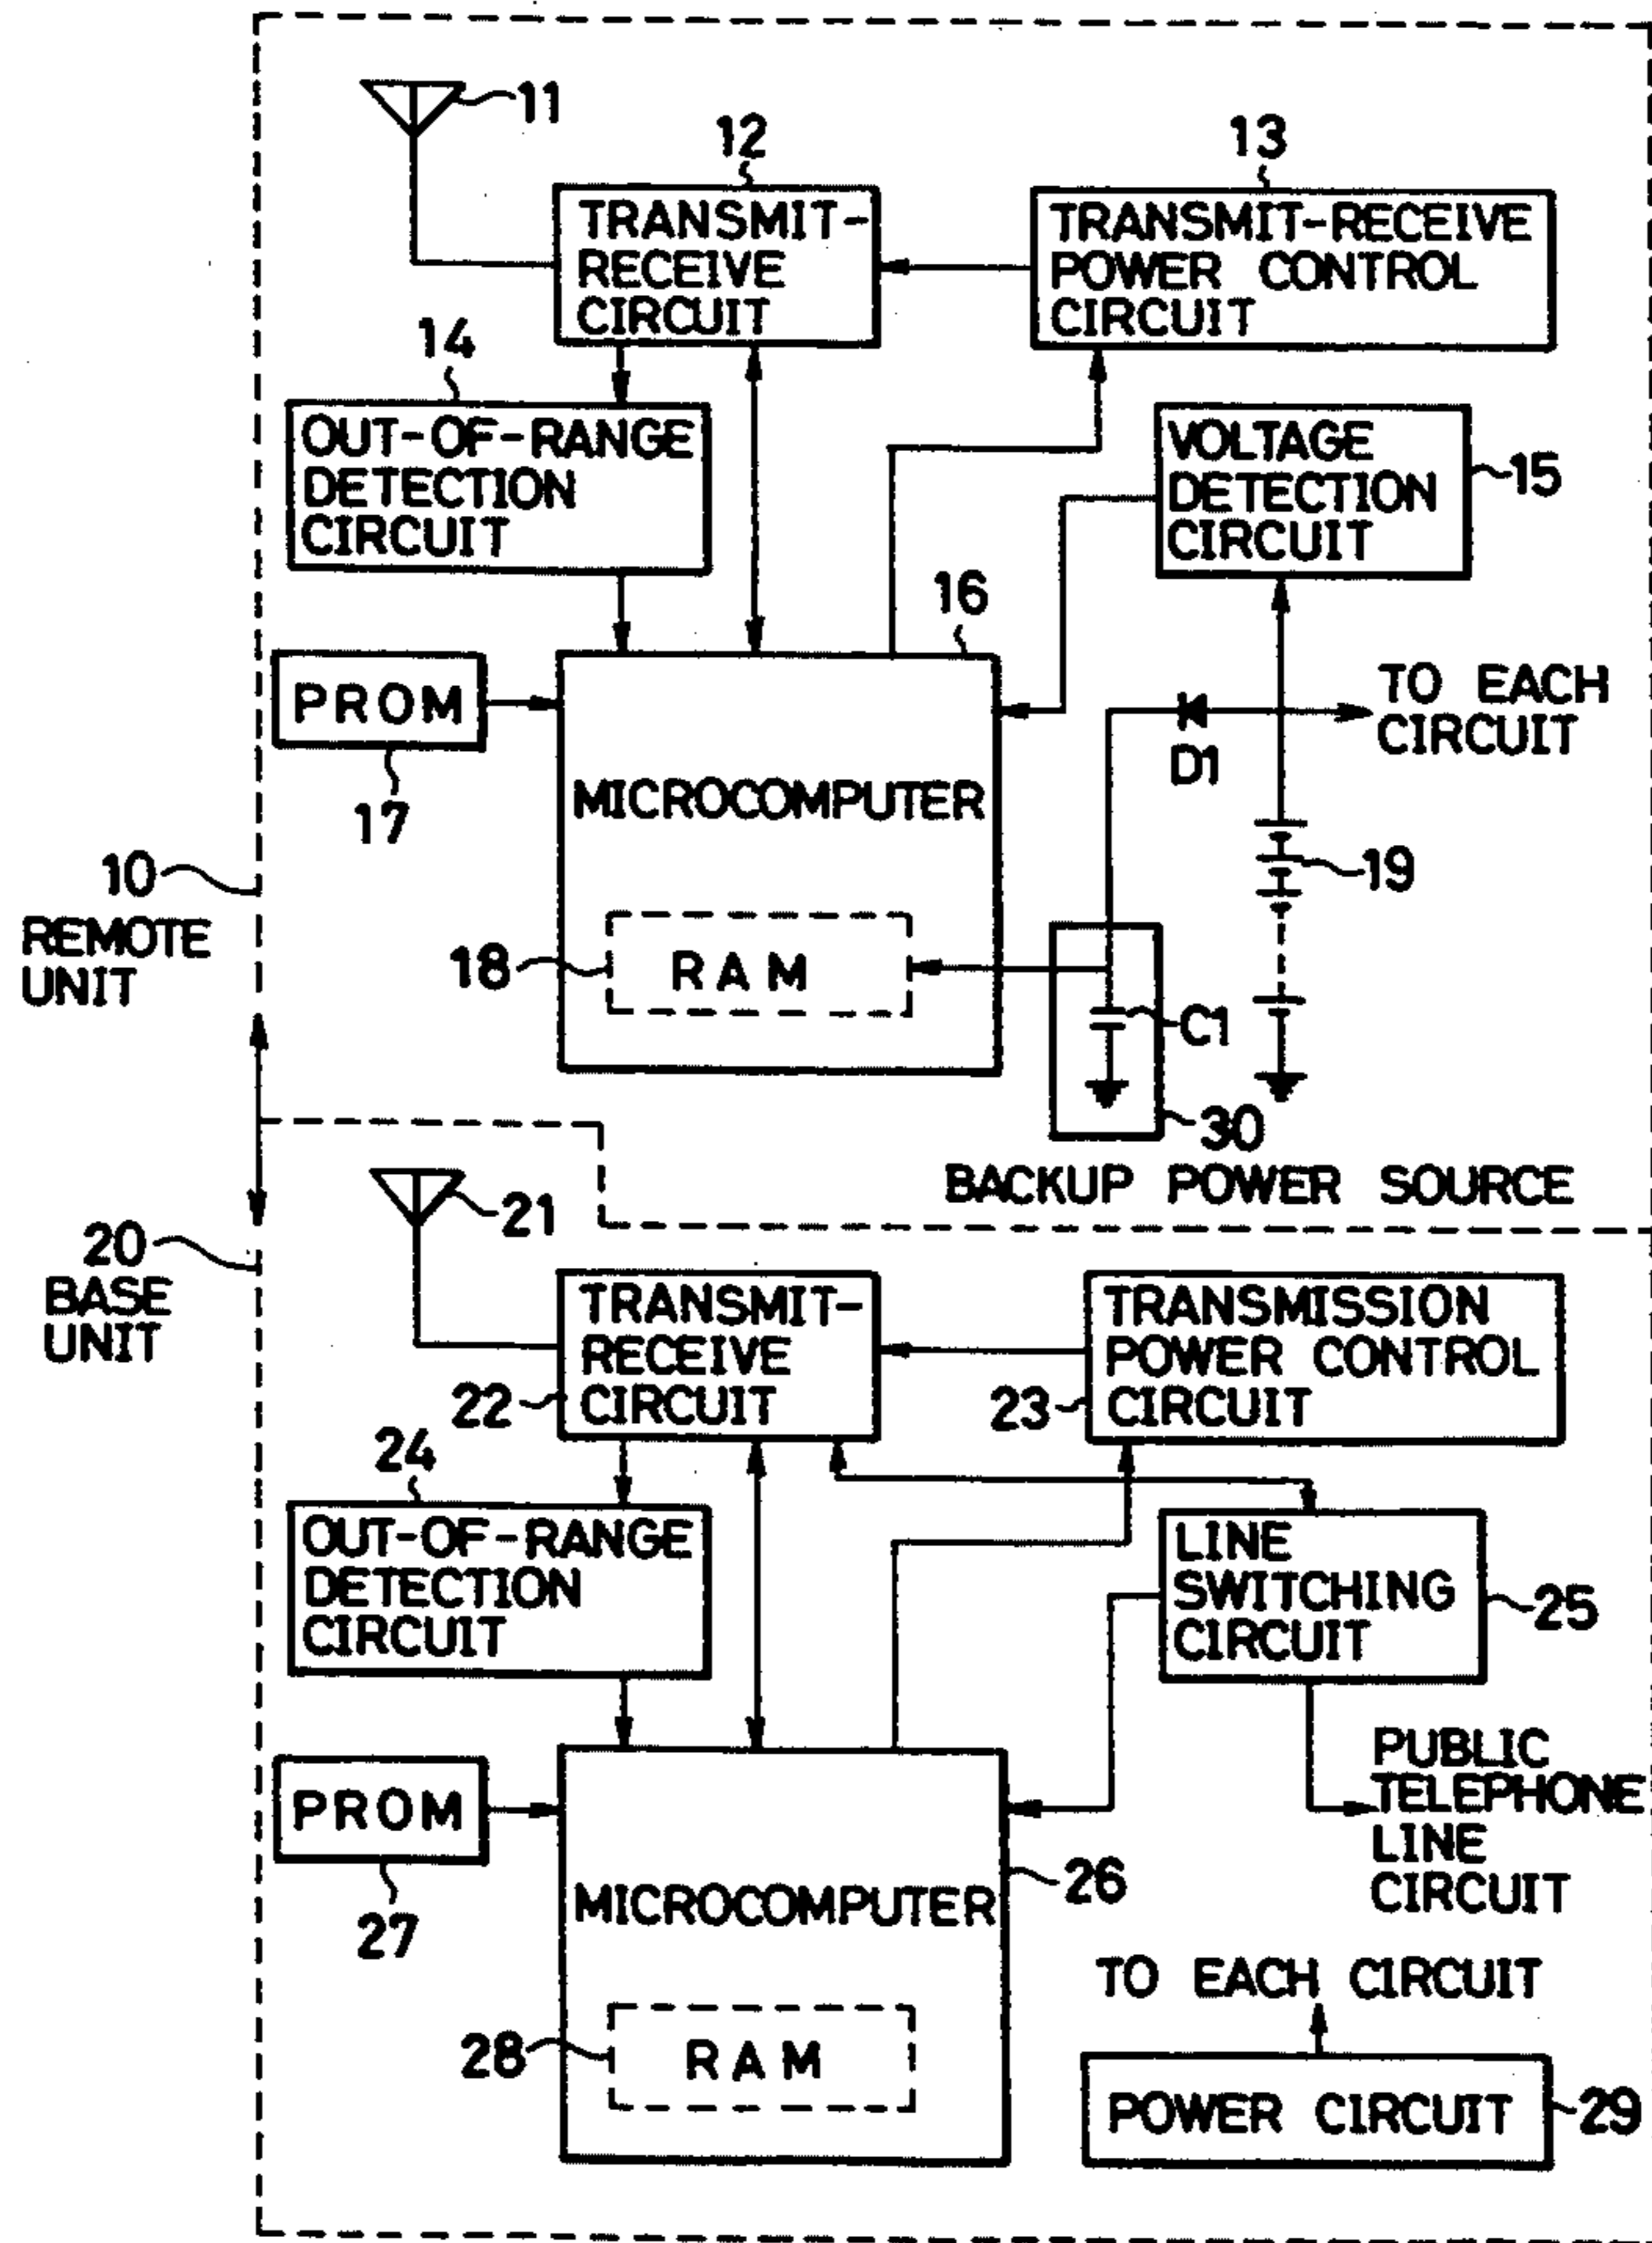 11
12
13
TRANSMIT-
RECEIVE
CIRCUIT
TRANSMIT-RECEIVE
POWER CONTROL
CIRCUIT
14
OUT-OF-RANGE
DETECTION
CIRCUIT
VOLTAGE
DETECTION
CIRCUIT
15
16
PROM
17
MICROCOMPUTER
TO EACH
CIRCUIT
D1
19
10
REMOTE
UNIT
18
RAM
C1
30
BACKUP POWER SOURCE
21
20
BASE
UNIT
TRANSMIT-
RECEIVE
CIRCUIT
22
TRANSMISSION
POWER CONTROL
CIRCUIT
23
24
OUT-OF-RANGE
DETECTION
CIRCUIT
LINE
SWITCHING
CIRCUIT
25
PUBLIC
TELEPHONE
LINE
CIRCUIT
PROM
27
MICROCOMPUTER
26
28
RAM
TO EACH CIRCUIT
POWER CIRCUIT
29